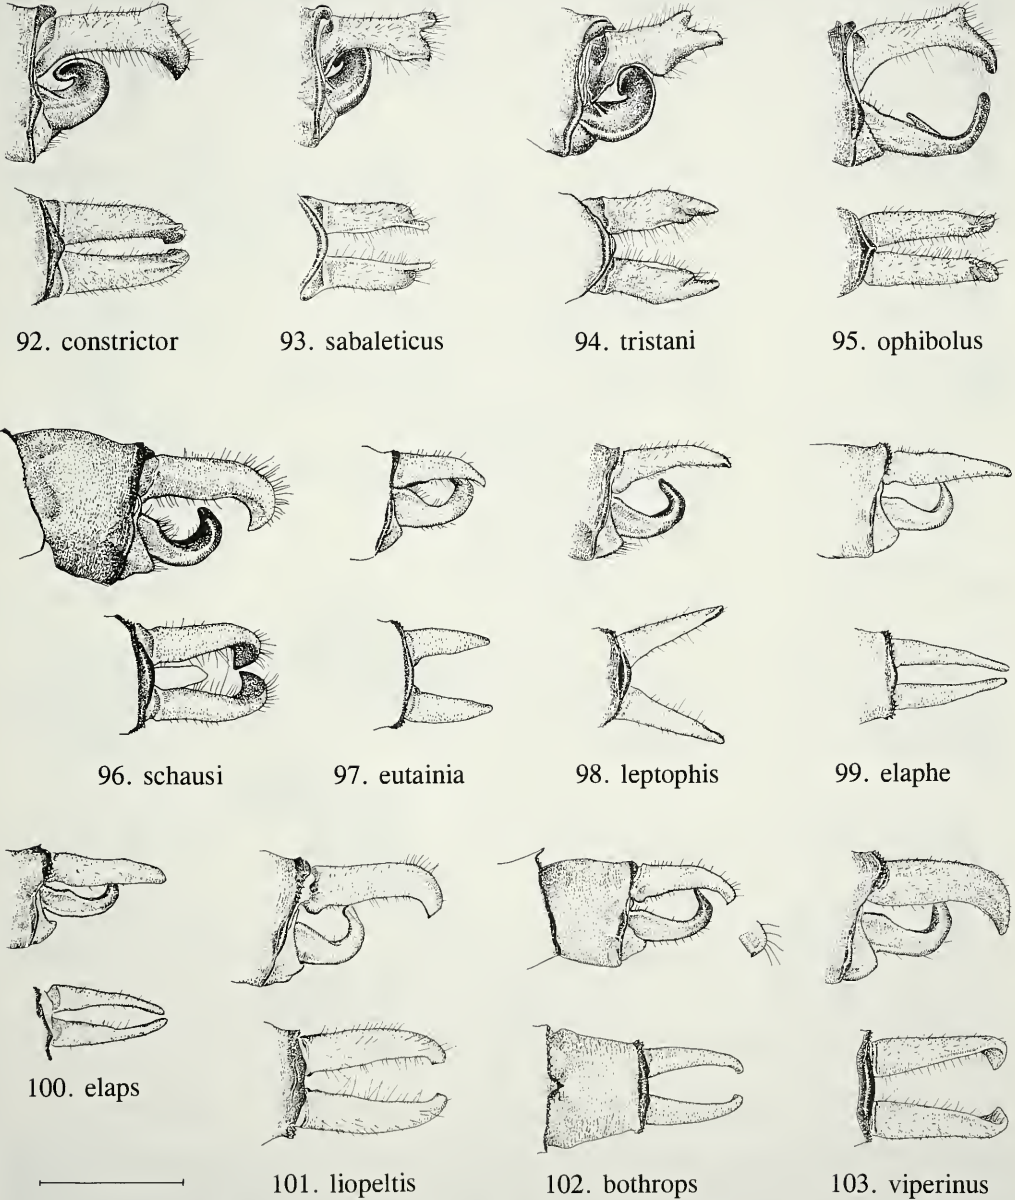 92. constrictor
93. sabaleticus
94. tristani
95. ophibolus
96. schausi
97. eutainia
98. leptophis
99. elaphe
100. elaps
101. liopeltis
102. bothrops
103. viperinus